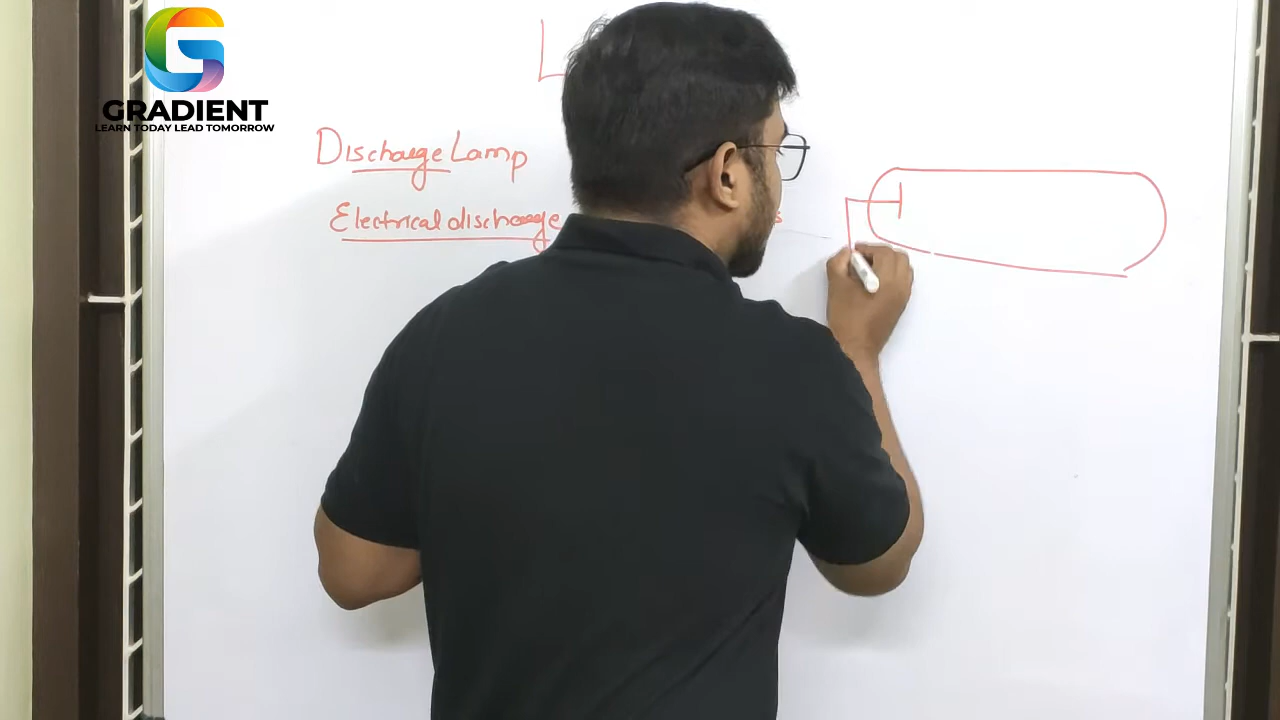 GRADIENT
LEARN TODAY LEAD TOMORROW
L
Discharge Lamp
Electrical discharge